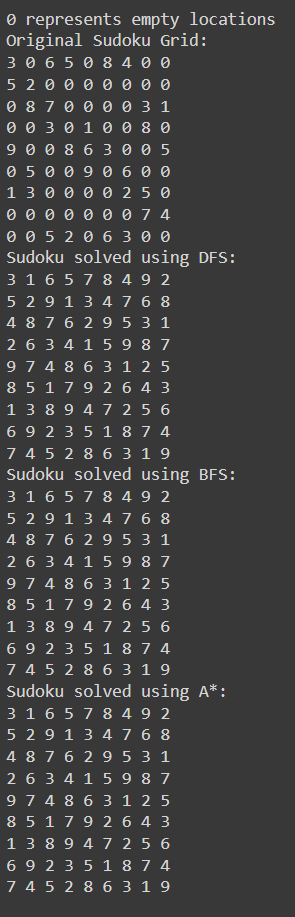 0 represents empty locations
Original Sudoku Grid:
3 0 6 5 0 8 4 0 0
5 2 0 0 0 0 0 0 0
0 8 7 0 0 0 0 3 1
0 0 3 0 1 0 0 8 0
9 0 0 8 6 3 0 0 5
0 5 0 0 9 0 6 0 0
1 3 0 0 0 0 2 5 0
0 0 0 0 0 0 0 7 4
0 0 5 2 0 6 3 0 0
Sudoku solved using DFS:
3 1 6 5 7 8 4 9 2
5 2 9 1 3 4 7 6 8
4 8 7 6 2 9 5 3 1
2 6 3 4 1 5 9 8 7
9 7 4 8 6 3 1 2 5
8 5 1 7 9 2 6 4 3
1 3 8 9 4 7 2 5 6
6 9 2 3 5 1 8 7 4
7 4 5 2 8 6 3 1 9
Sudoku solved using BFS:
3 1 6 5 7 8 4 9 2
5 2 9 1 3 4 7 6 8
4 8 7 6 2 9 5 3 1
2 6 3 4 1 5 9 8 7
9 7 4 8 6 3 1 2 5
8 5 1 7 9 2 6 4 3
1 3 8 9 4 7 2 5 6
6 9 2 3 5 1 8 7 4
7 4 5 2 8 6 3 1 9
Sudoku solved using A*:
3 1 6 5 7 8 4 9 2
5 2 9 1 3 4 7 6 8
4 8 7 6 2 9 5 3 1
2 6 3 4 1 5 9 8 7
9 7 4 8 6 3 1 2 5
8 5 1 7 9 2 6 4 3
1 3 8 9 4 7 2 5 6
6 9 2 3 5 1 8 7 4
7 4 5 2 8 6 3 1 9